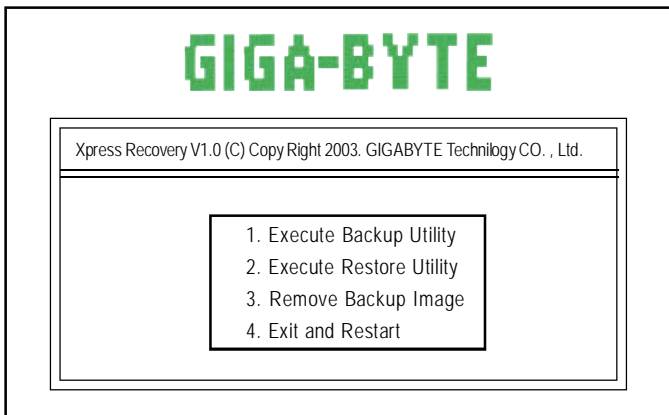 GIGA-BYTE
Xpress Recovery V1.0 (C) Copy Right 2003. GIGABYTE Technilogy CO. , Ltd.
1. Execute Backup Utility
2. Execute Restore Utility
3. Remove Backup Image
4. Exit and Restart